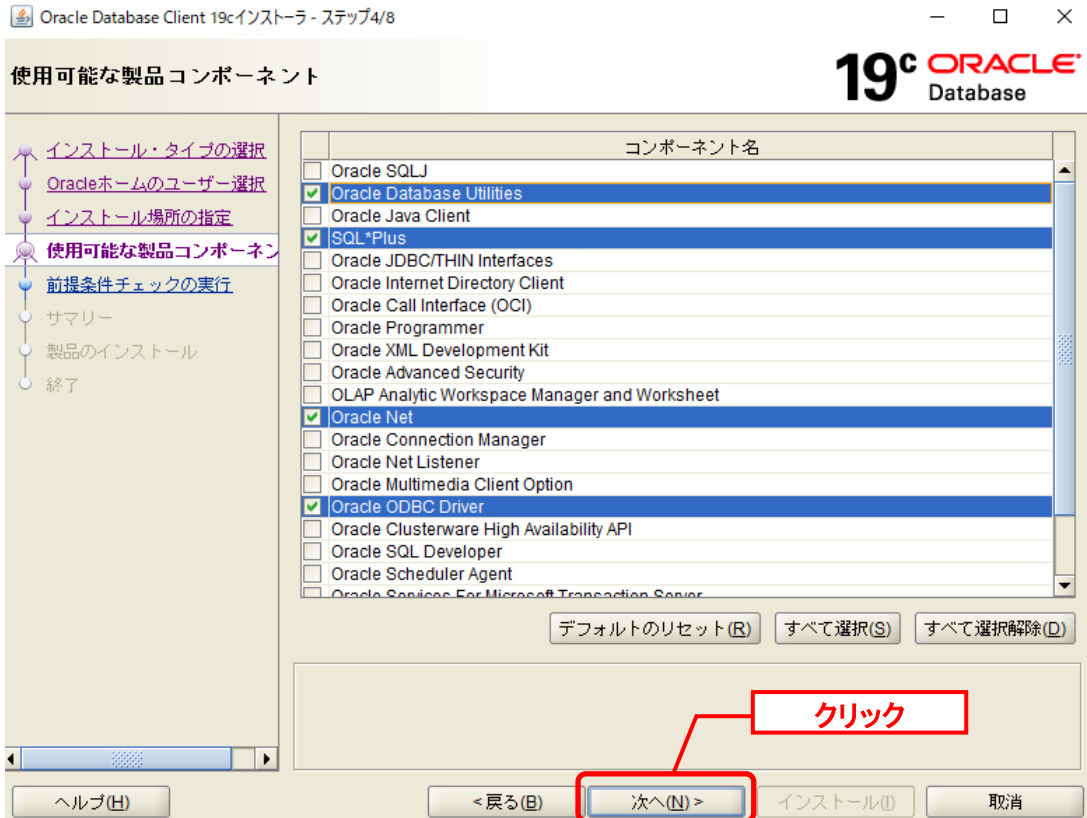 Oracle Database Client 19cインストーラ - ステップ4/8
使用可能な製品コンポーネント
19c ORACLE
Database
インストール・タイプの選択
Oracleホームのユーザー選択
インストール場所の指定
使用可能な製品コンポーネン
前提条件チェックの実行
サマリー
製品のインストール
終了
コンポーネント名
Oracle SQLJ
Oracle Database Utilities
Oracle Java Client
SQL*Plus
Oracle JDBC/THIN Interfaces
Oracle Internet Directory Client
Oracle Call Interface (OCI)
Oracle Programmer
Oracle XML Development Kit
Oracle Advanced Security
OLAP Analytic Workspace Manager and Worksheet
Oracle Net
Oracle Connection Manager
Oracle Net Listener
Oracle Multimedia Client Option
Oracle ODBC Driver
Oracle Clusterware High Availability API
Oracle SQL Developer
Oracle Scheduler Agent
Oracle Services For Microsoft Transaction Server
デフォルトのリセット(R) すべて選択(S) すべて選択解除(D)
クリック
ヘルプ(H) <戻る(B) 次へ(N)> インストール(I) 取消